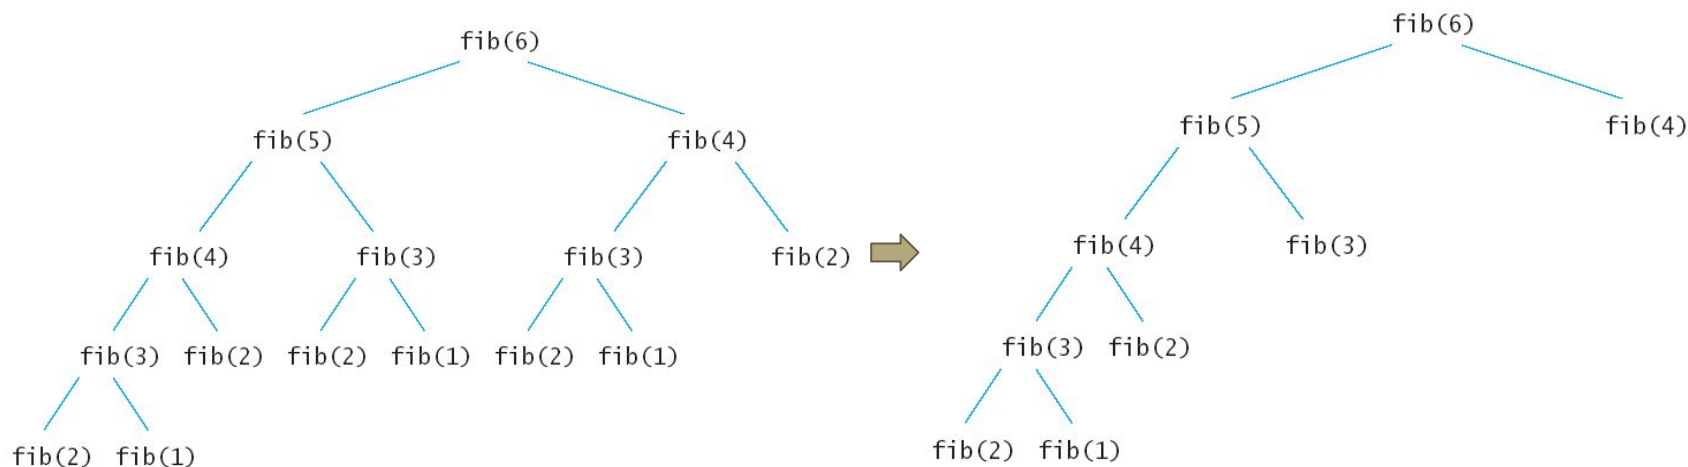 fib(6)
fib(5) fib(4)
fib(4) fib(3) fib(3) fib(2)
fib(3) fib(2) fib(2) fib(1) fib(2) fib(1)
fib(2) fib(1)
fib(6)
fib(5) fib(4)
fib(4) fib(3)
fib(3) fib(2)
fib(2) fib(1)